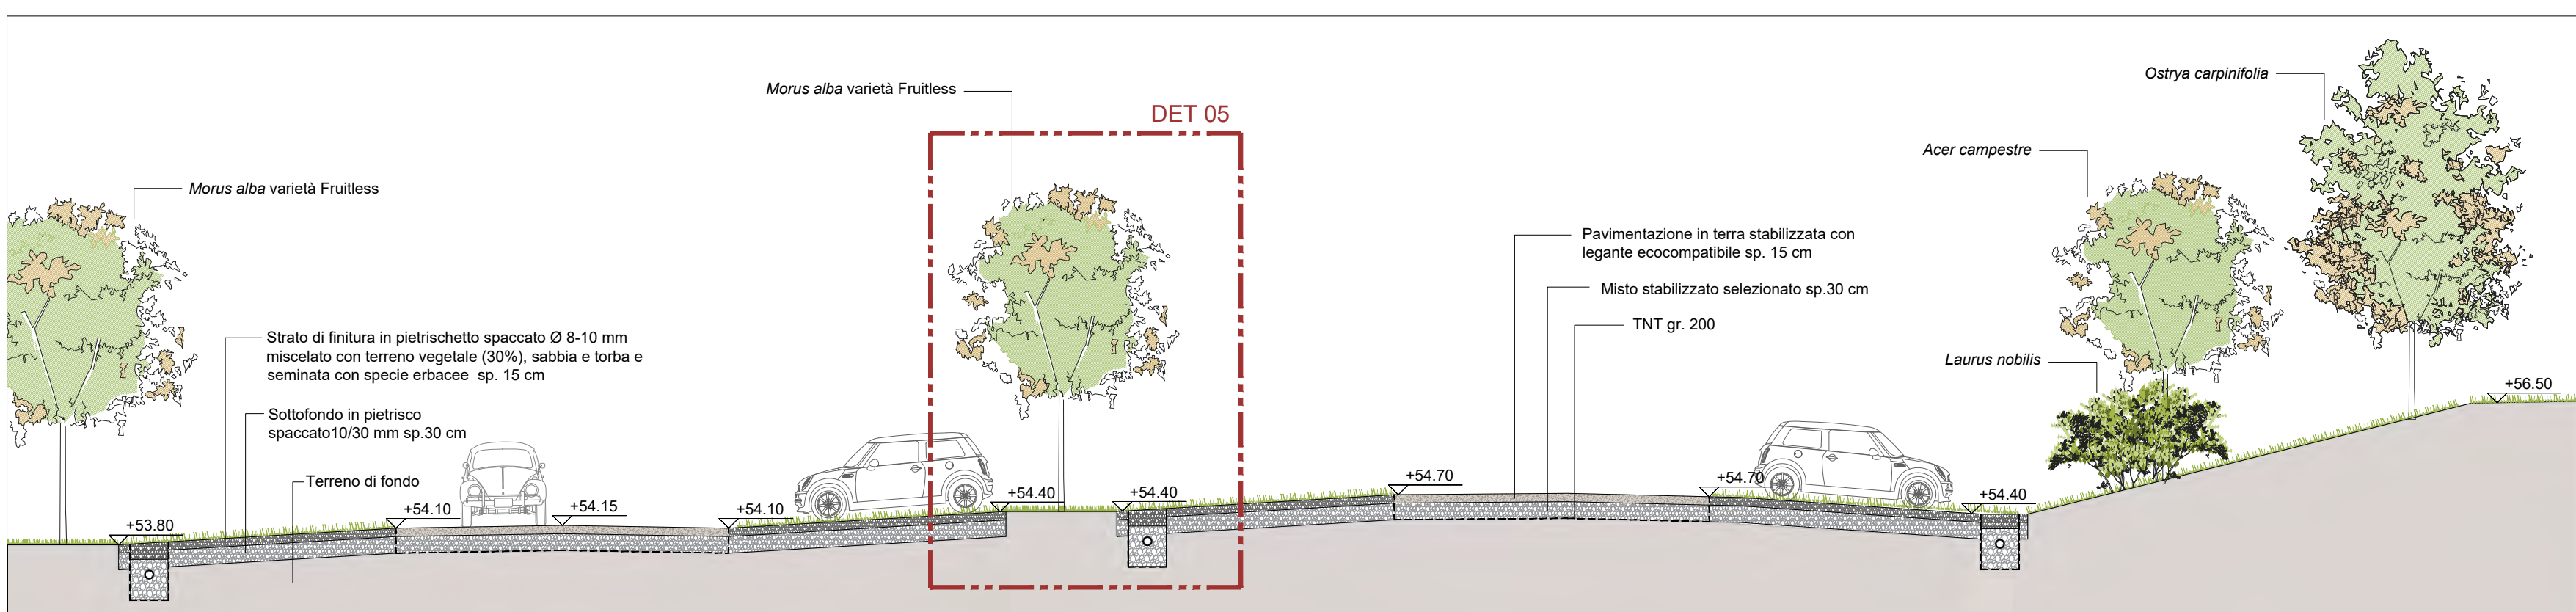 Ostrya carpinifolia
Morus alba varietà Fruitless
DET 05
Acer campestre
Morus alba varietà Fruitless
Pavimentazione in terra stabilizzata con
legante ecocompatibile sp. 15 cm
Misto stabilizzato selezionato sp.30 cm
TNT gr. 200
Strato di finitura in pietrischetto spaccato Ø 8-10 mm
miscelato con terreno vegetale (30%), sabbia e torba e
seminata con specie erbacee sp. 15 cm
Laurus nobilis
+56.50
Sottofondo in pietrisco
spaccato10/30 mm sp.30 cm
Terreno di fondo
+53.80
+54.10
+54.15
+54.10
+54.40
+54.40
+54.70
+54.70
+54.40